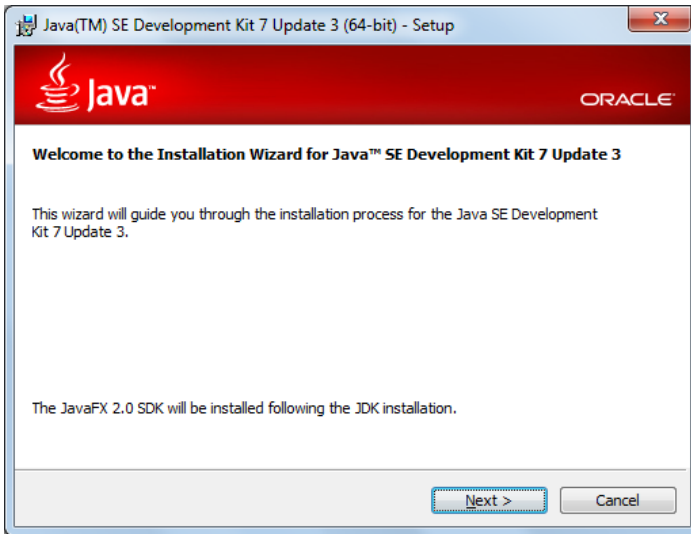 Java(TM) SE Development Kit 7 Update 3 (64-bit) - Setup
Java™
ORACLE
Welcome to the Installation Wizard for Java™ SE Development Kit 7 Update 3
This wizard will guide you through the installation process for the Java SE Development
Kit 7 Update 3.
The JavaFX 2.0 SDK will be installed following the JDK installation.
Next >
Cancel